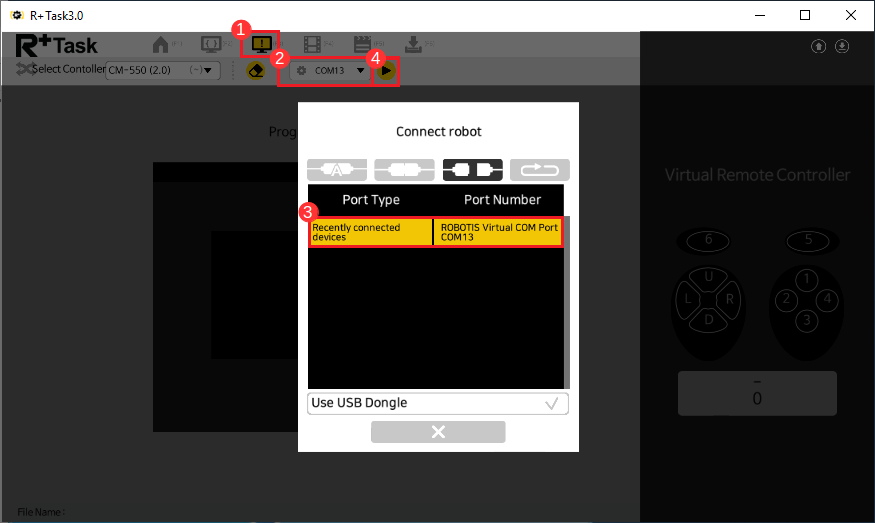 R+Task3.0
1
R+Task
2
4
Select Contoller
CM-550 (2.0)
(-)
COM13
Prog
Connect robot
A
Port Type
Port Number
3
Recently connected
devices
ROBOTIS Virtual COM Port
COM13
Use USB Dongle
Virtual Remote Controller
6
5
U
L
R
D
1
2
4
3
–
0
File Name :